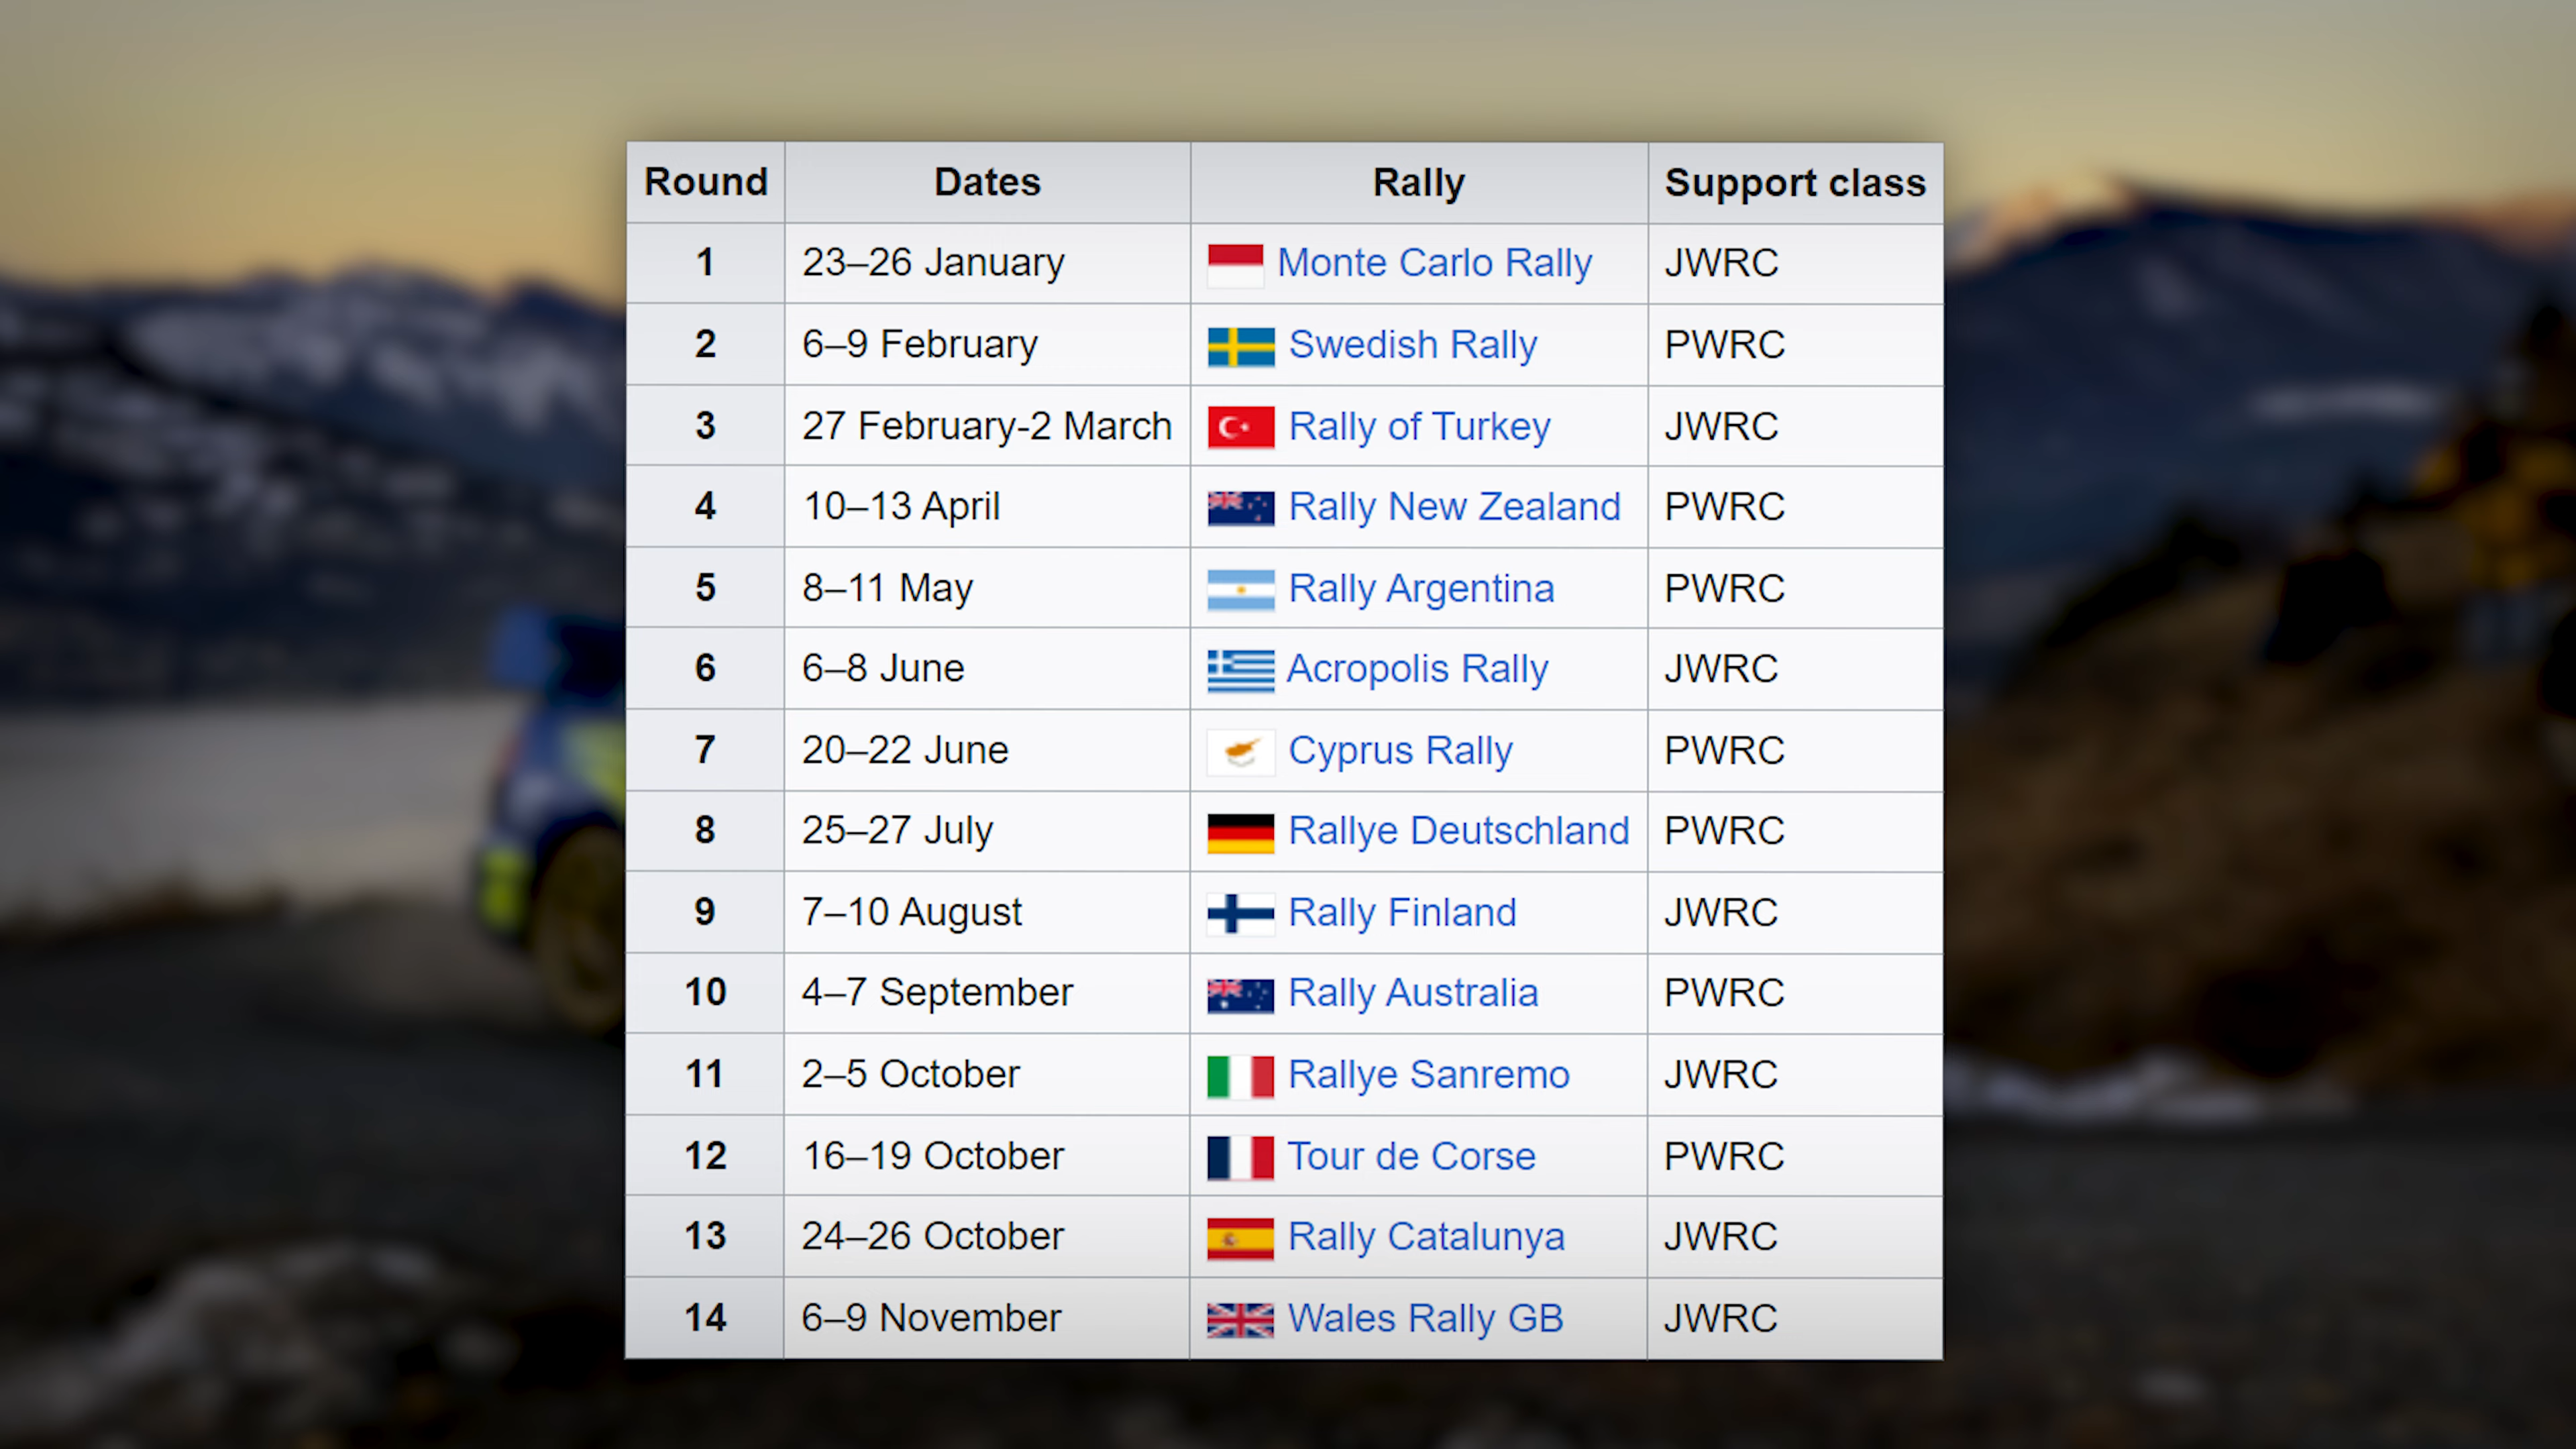 Round Dates Rally Support class
1 23–26 January Monte Carlo Rally JWRC
2 6–9 February Swedish Rally PWRC
3 27 February-2 March Rally of Turkey JWRC
4 10–13 April Rally New Zealand PWRC
5 8–11 May Rally Argentina PWRC
6 6–8 June Acropolis Rally JWRC
7 20–22 June Cyprus Rally PWRC
8 25–27 July Rallye Deutschland PWRC
9 7–10 August Rally Finland JWRC
10 4–7 September Rally Australia PWRC
11 2–5 October Rallye Sanremo JWRC
12 16–19 October Tour de Corse PWRC
13 24–26 October Rally Catalunya JWRC
14 6–9 November Wales Rally GB JWRC